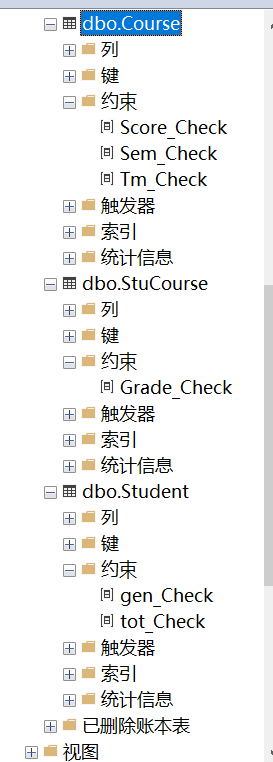 dbo.Course
列
键
约束
Score_Check
Sem_Check
Tm_Check
触发器
索引
统计信息
dbo.StuCourse
列
键
约束
Grade_Check
触发器
索引
统计信息
dbo.Student
列
键
约束
gen_Check
tot_Check
触发器
索引
统计信息
已删除账本表
视图